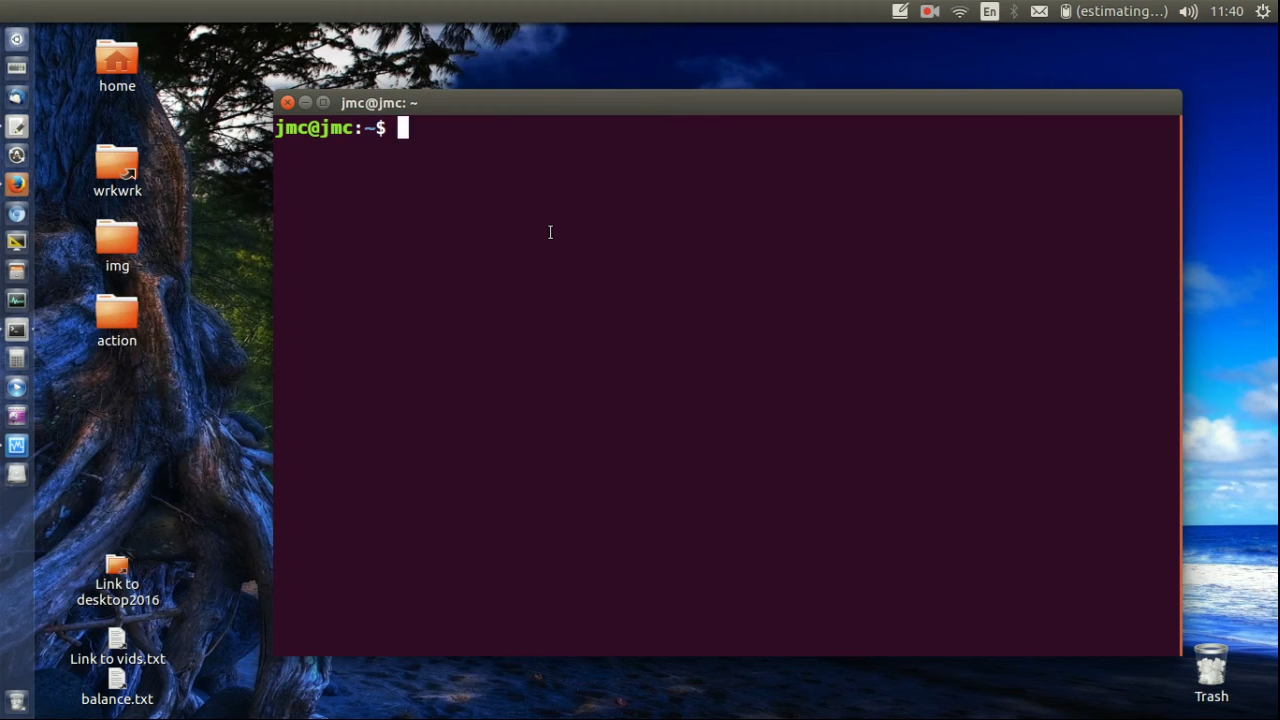 En
(estimating...)
11:40
home
jmc@jmc: ~
jmc@jmc:~$
wrkwrk
img
action
Link to
desktop2016
Link to vids.txt
balance.txt
Trash